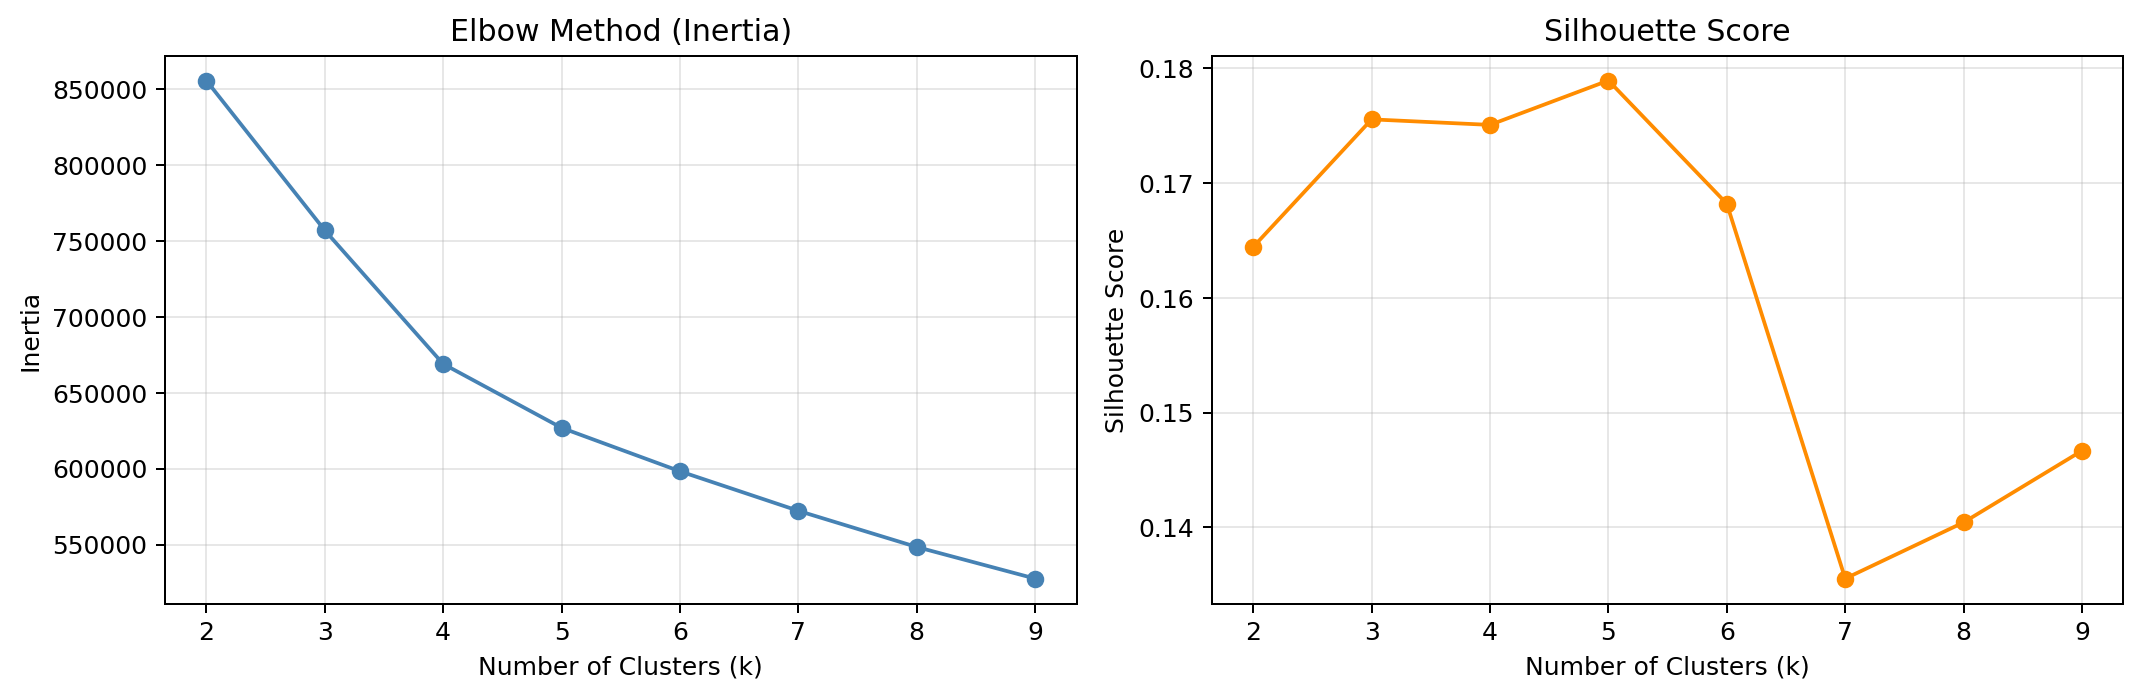 Elbow Method (Inertia)
850000
800000
750000
700000
650000
600000
550000
Inertia
2 3 4 5 6 7 8 9
Number of Clusters (k)
Silhouette Score
0.18
0.17
0.16
0.15
0.14
Silhouette Score
2 3 4 5 6 7 8 9
Number of Clusters (k)